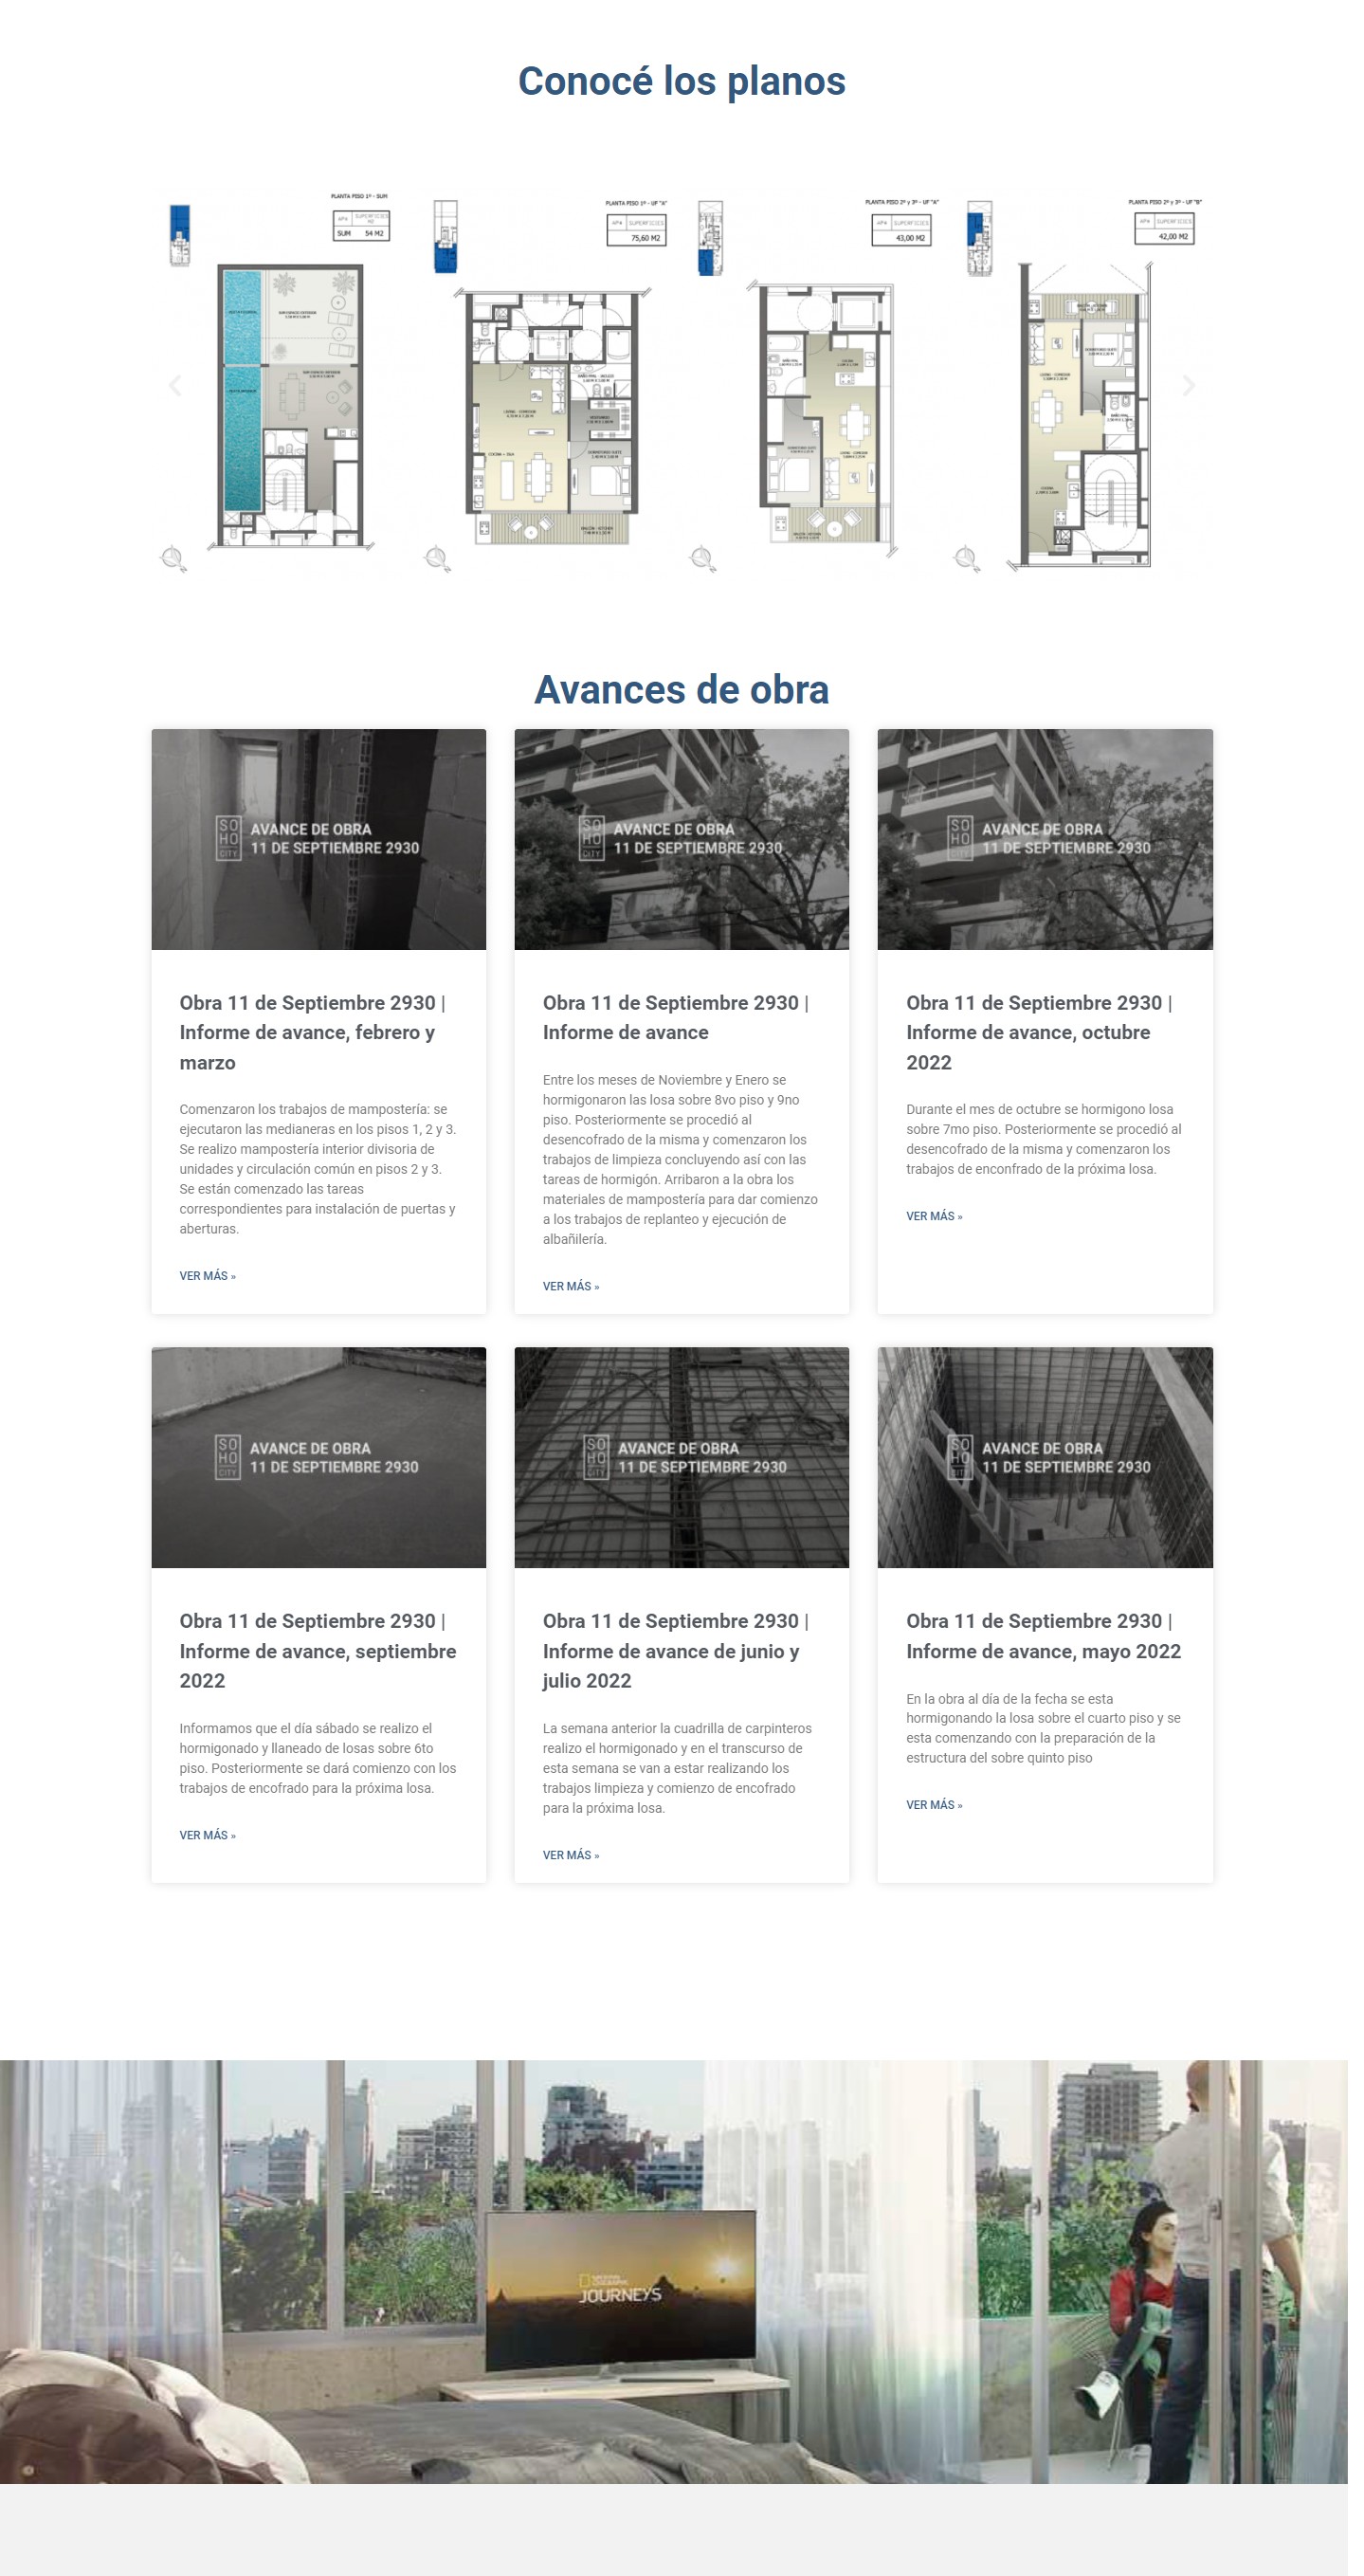 Conocé los planos
PLANTA PISO 1º - SUM
SUPERFICIES
SUM 54 M2
PLANTA PISO 1º - UF "A"
SUPERFICIES
75,60 M2
PLANTA PISO 2º y 3º - UF "A"
SUPERFICIES
43,00 M2
PLANTA PISO 2º y 3º - UF "B"
SUPERFICIES
42,00 M2
Avances de obra
SO
HO
CITY
AVANCE DE OBRA
11 DE SEPTIEMBRE 2930
SO
HO
CITY
AVANCE DE OBRA
11 DE SEPTIEMBRE 2930
SO
HO
CITY
AVANCE DE OBRA
11 DE SEPTIEMBRE 2930
Obra 11 de Septiembre 2930 |
Informe de avance, febrero y
marzo
Comenzaron los trabajos de mampostería: se
ejecutaron las medianeras en los pisos 1, 2 y 3.
Se realizo mampostería interior divisoria de
unidades y circulación común en pisos 2 y 3.
Se están comenzado las tareas
correspondientes para instalación de puertas y
aberturas.
VER MÁS »
Obra 11 de Septiembre 2930 |
Informe de avance
Entre los meses de Noviembre y Enero se
hormigonaron las losa sobre 8vo piso y 9no
piso. Posteriormente se procedió al
desencofrado de la misma y comenzaron los
trabajos de limpieza concluyendo así con las
tareas de hormigón. Arribaron a la obra los
materiales de mampostería para dar comienzo
a los trabajos de replanteo y ejecución de
albañilería.
VER MÁS »
Obra 11 de Septiembre 2930 |
Informe de avance, octubre
2022
Durante el mes de octubre se hormigono losa
sobre 7mo piso. Posteriormente se procedió al
desencofrado de la misma y comenzaron los
trabajos de enconfrado de la próxima losa.
VER MÁS »
SO
HO
CITY
AVANCE DE OBRA
11 DE SEPTIEMBRE 2930
SO
HO
CITY
AVANCE DE OBRA
11 DE SEPTIEMBRE 2930
SO
HO
CITY
AVANCE DE OBRA
11 DE SEPTIEMBRE 2930
Obra 11 de Septiembre 2930 |
Informe de avance, septiembre
2022
Informamos que el día sábado se realizo el
hormigonado y llaneado de losas sobre 6to
piso. Posteriormente se dará comienzo con los
trabajos de encofrado para la próxima losa.
VER MÁS »
Obra 11 de Septiembre 2930 |
Informe de avance de junio y
julio 2022
La semana anterior la cuadrilla de carpinteros
realizo el hormigonado y en el transcurso de
esta semana se van a estar realizando los
trabajos limpieza y comienzo de encofrado
para la próxima losa.
VER MÁS »
Obra 11 de Septiembre 2930 |
Informe de avance, mayo 2022
En la obra al día de la fecha se esta
hormigonando la losa sobre el cuarto piso y se
esta comenzando con la preparación de la
estructura del sobre quinto piso
VER MÁS »
NATIONAL
GEOGRAPHIC
JOURNEYS